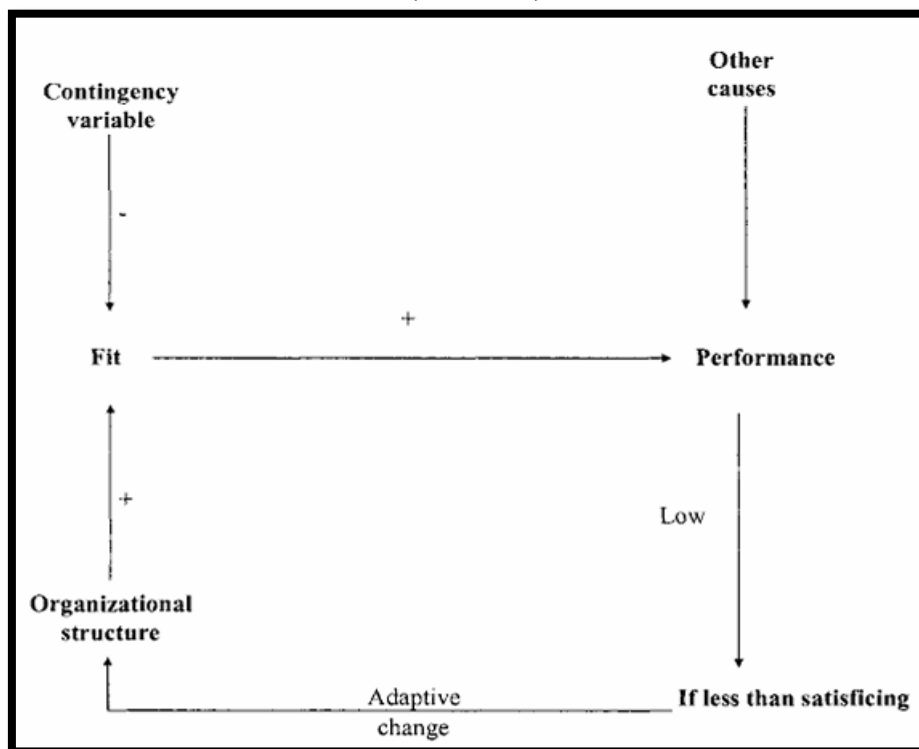 Other
causes
Contingency
variable
-
+
Fit
Performance
+
Low
Organizational
structure
Adaptive
change
If less than satisficing